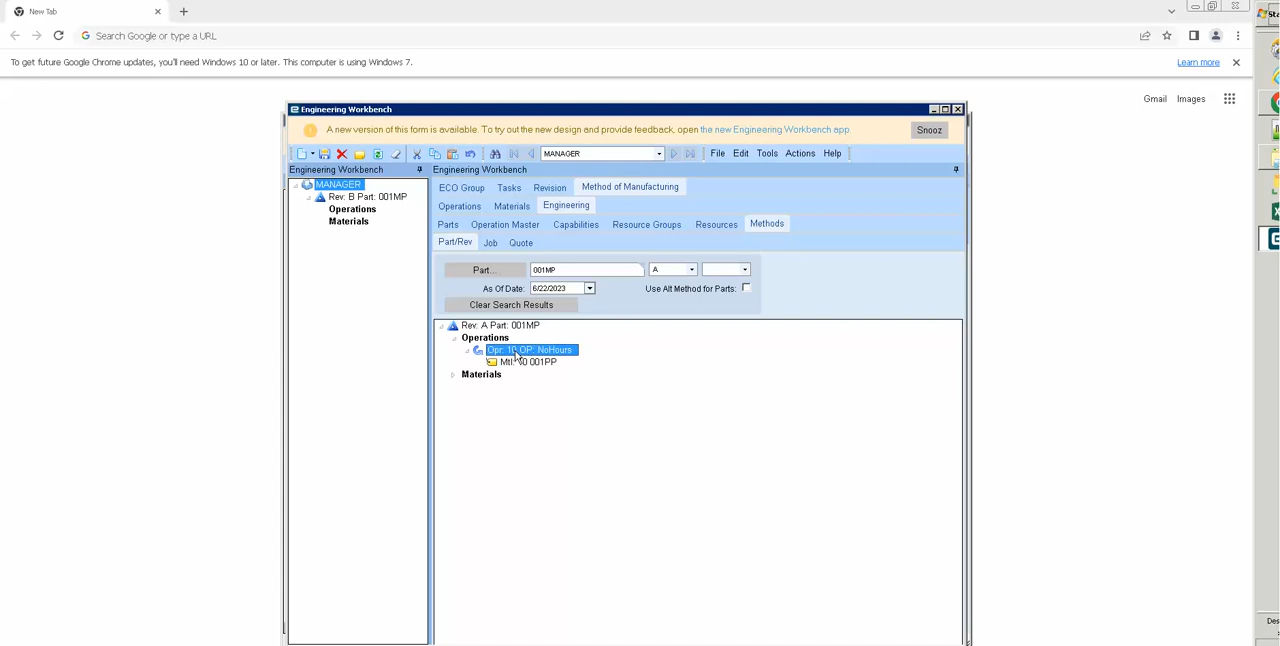 New Tab
Search Google or type a URL
Sta
To get future Google Chrome updates, you'll need Windows 10 or later. This computer is using Windows 7.
Learn more
Gmail Images
Engineering Workbench
A new version of this form is available. To try out the new design and provide feedback, open the new Engineering Workbench app.
Snooz
MANAGER
File Edit Tools Actions Help
Engineering Workbench
Engineering Workbench
MANAGER
Rev: B Part: 001MP
Operations
Materials
ECO Group Tasks Revision Method of Manufacturing
Operations Materials Engineering
Parts Operation Master Capabilities Resource Groups Resources Methods
Part/Rev Job Quote
Part... 001MP A
As Of Date: 6/22/2023 Use Alt Method for Parts:
Clear Search Results
Rev: A Part: 001MP
Operations
Opr: 10 OP: NoHours
Mtl: 001PP
Materials
Des